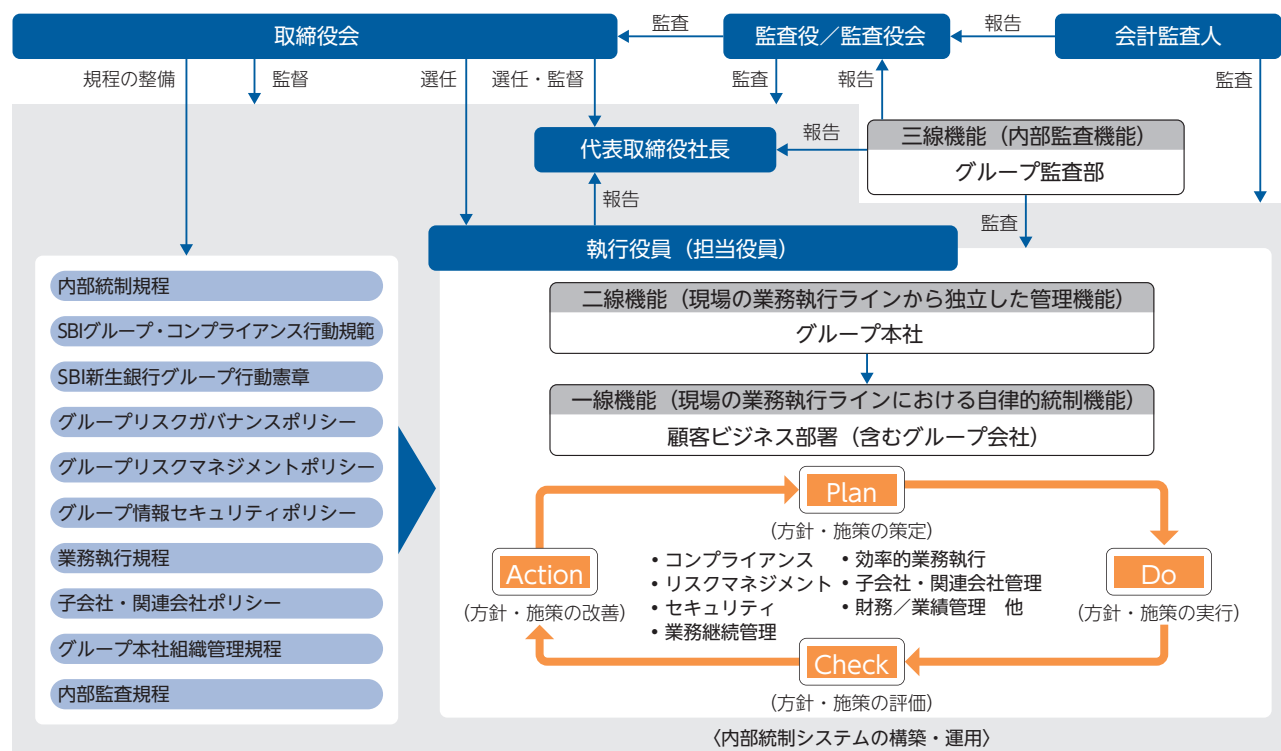 取締役会
監査
監査役／監査役会
報告
会計監査人
規程の整備
監督
選任
選任・監督
監査
報告
監査
代表取締役社長
報告
三線機能（内部監査機能）
グループ監査部
報告
監査
執行役員（担当役員）
内部統制規程
SBIグループ・コンプライアンス行動規範
SBI新生銀行グループ行動憲章
グループリスクガバナンスポリシー
グループリスクマネジメントポリシー
グループ情報セキュリティポリシー
業務執行規程
子会社・関連会社ポリシー
グループ本社組織管理規程
内部監査規程
二線機能（現場の業務執行ラインから独立した管理機能）
グループ本社
一線機能（現場の業務執行ラインにおける自律的統制機能）
顧客ビジネス部署（含むグループ会社）
Plan
(方針・施策の策定)
Action
(方針・施策の改善)
• コンプライアンス
• リスクマネジメント
• セキュリティ
• 業務継続管理
• 効率的業務執行
• 子会社・関連会社管理
• 財務／業績管理　他
Do
(方針・施策の実行)
Check
(方針・施策の評価)
〈内部統制システムの構築・運用〉